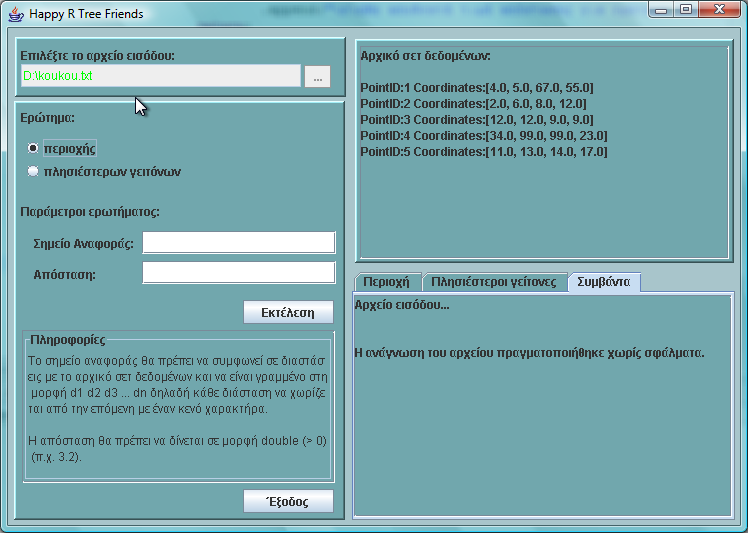 Happy R Tree Friends
Επιλέξτε το αρχείο εισόδου:
D:\koukou.txt
...
Ερώτημα:
περιοχής
πλησιέστερων γειτόνων
Παράμετροι ερωτήματος:
Σημείο Αναφοράς:
Απόσταση:
Εκτέλεση
Πληροφορίες
Το σημείο αναφοράς θα πρέπει να συμφωνεί σε διαστάσ
εις με το αρχικό σετ δεδομένων και να είναι γραμμένο στη
μορφή d1 d2 d3 ... dn δηλαδή κάθε διάσταση να χωρίζε
ται από την επόμενη με έναν κενό χαρακτήρα.
Η απόσταση θα πρέπει να δίνεται σε μορφή double (> 0)
(π.χ. 3.2).
Έξοδος
Αρχικό σετ δεδομένων:
PointID:1 Coordinates:[4.0, 5.0, 67.0, 55.0]
PointID:2 Coordinates:[2.0, 6.0, 8.0, 12.0]
PointID:3 Coordinates:[12.0, 12.0, 9.0, 9.0]
PointID:4 Coordinates:[34.0, 99.0, 99.0, 23.0]
PointID:5 Coordinates:[11.0, 13.0, 14.0, 17.0]
Περιοχή
Πλησιέστεροι γείτονες
Συμβάντα
Αρχείο εισόδου...
Η ανάγνωση του αρχείου πραγματοποιήθηκε χωρίς σφάλματα.